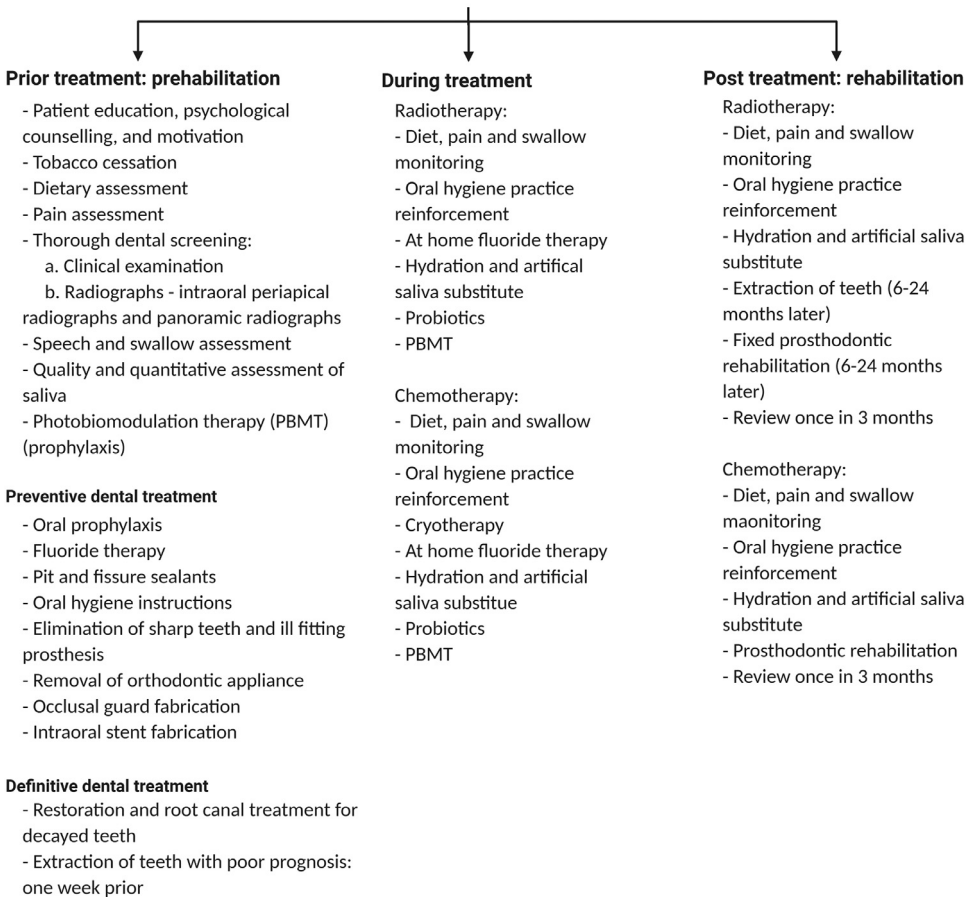 Prior treatment: prehabilitation
- Patient education, psychological
counselling, and motivation
- Tobacco cessation
- Dietary assessment
- Pain assessment
- Thorough dental screening:
a. Clinical examination
b. Radiographs - intraoral periapical
radiographs and panoramic radiographs
- Speech and swallow assessment
- Quality and quantitative assessment of
saliva
- Photobiomodulation therapy (PBMT)
(prophylaxis)
Preventive dental treatment
- Oral prophylaxis
- Fluoride therapy
- Pit and fissure sealants
- Oral hygiene instructions
- Elimination of sharp teeth and ill fitting
prosthesis
- Removal of orthodontic appliance
- Occlusal guard fabrication
- Intraoral stent fabrication
Definitive dental treatment
- Restoration and root canal treatment for
decayed teeth
- Extraction of teeth with poor prognosis:
one week prior
During treatment
Radiotherapy:
- Diet, pain and swallow
monitoring
- Oral hygiene practice
reinforcement
- At home fluoride therapy
- Hydration and artifical
saliva substitute
- Probiotics
- PBMT
Chemotherapy:
- Diet, pain and swallow
monitoring
- Oral hygiene practice
reinforcement
- Cryotherapy
- At home fluoride therapy
- Hydration and artificial
saliva substitue
- Probiotics
- PBMT
Post treatment: rehabilitation
Radiotherapy:
- Diet, pain and swallow
monitoring
- Oral hygiene practice
reinforcement
- Hydration and artificial saliva
substitute
- Extraction of teeth (6-24
months later)
- Fixed prosthodontic
rehabilitation (6-24 months
later)
- Review once in 3 months
Chemotherapy:
- Diet, pain and swallow
maonitoring
- Oral hygiene practice
reinforcement
- Hydration and artificial saliva
substitute
- Prosthodontic rehabilitation
- Review once in 3 months